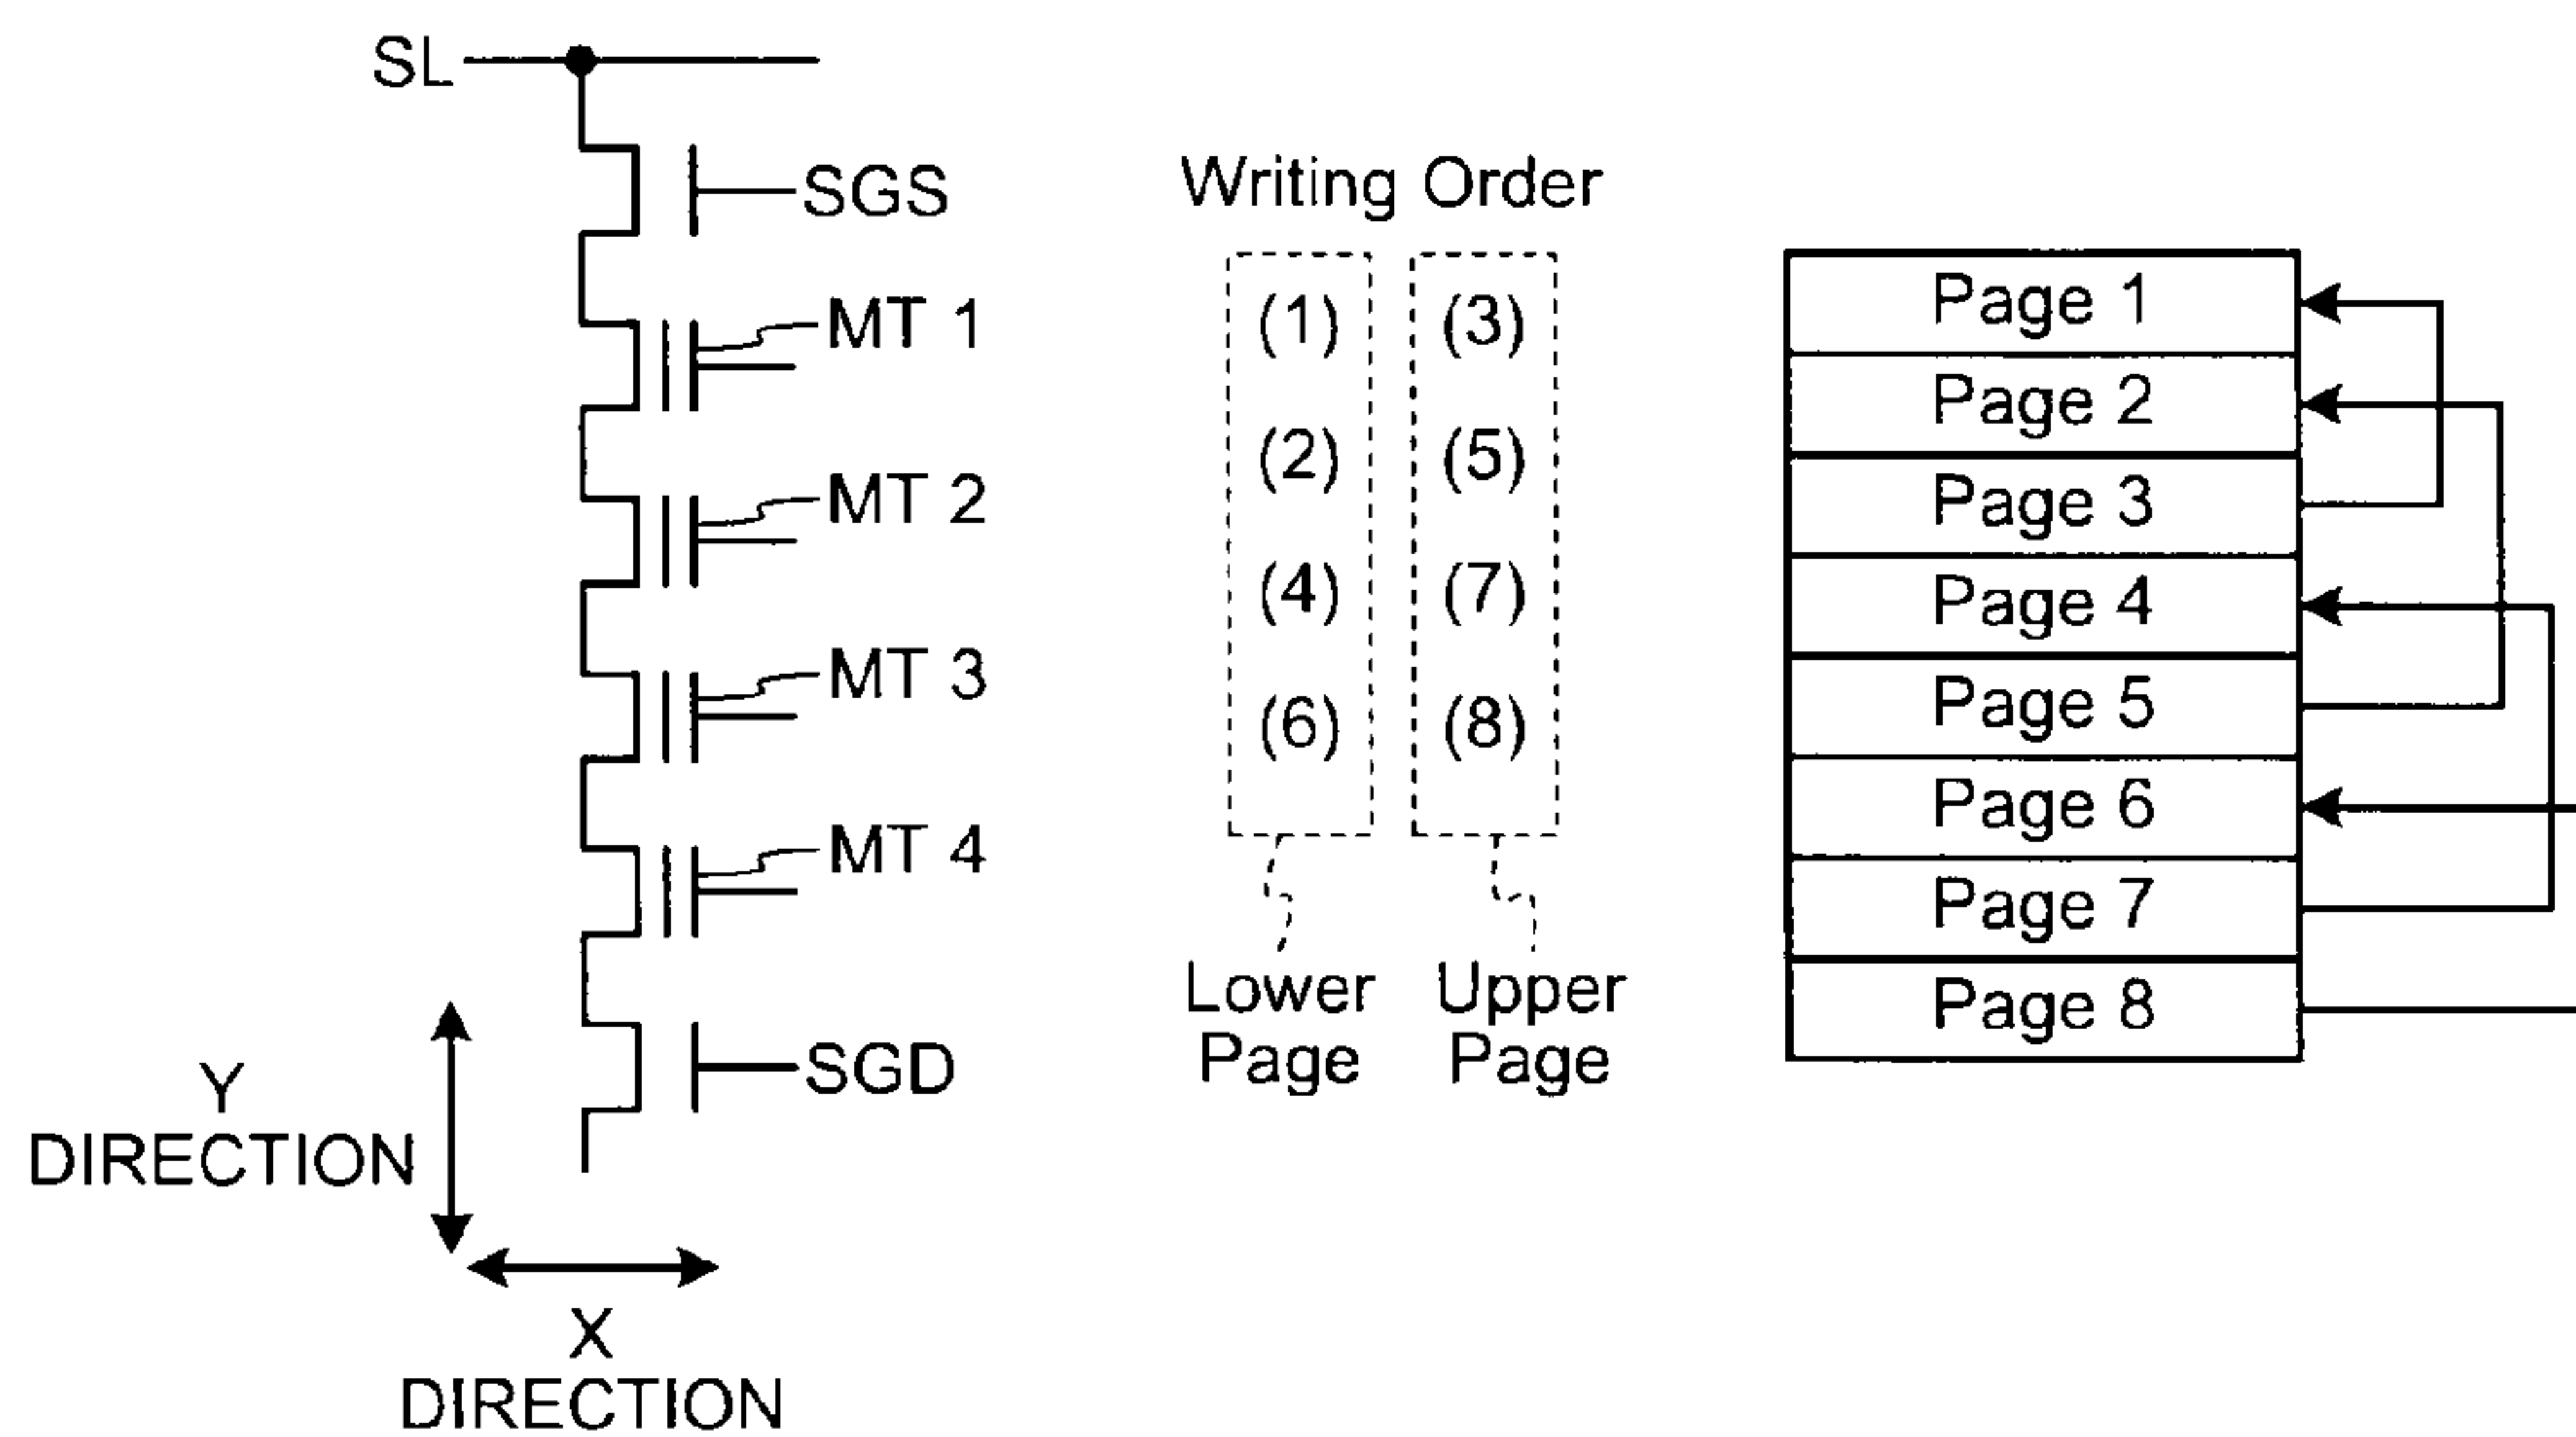 SL
SGS
MT 1
MT 2
MT 3
MT 4
SGD
Y
DIRECTION
X
DIRECTION
Writing Order
(1) (3)
(2) (5)
(4) (7)
(6) (8)
Lower Upper
Page Page
Page 1
Page 2
Page 3
Page 4
Page 5
Page 6
Page 7
Page 8